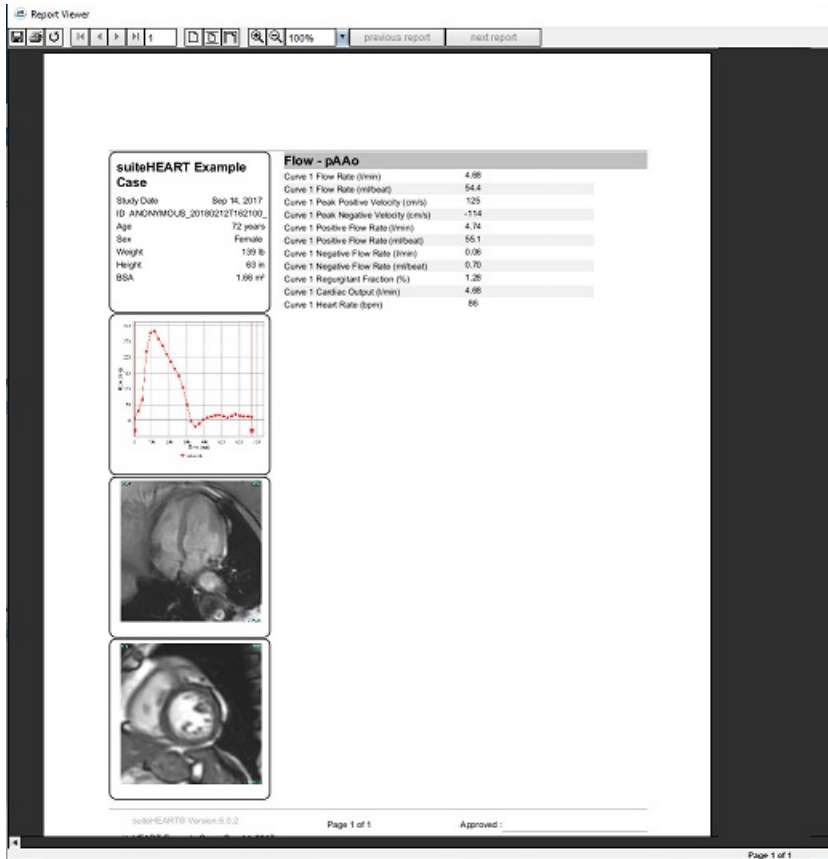 Report Viewer
1
100%
previous report
next report
suiteHEART Example
Case
Study Date Sep 14, 2017
ID ANONYMOUS_20180212T162100_
Age 72 years
Sex Female
Weight 139 lb
Height 63 in
BSA 1.66 m²
Flow - pAAo
Curve 1 Flow Rate (l/min) 4.68
Curve 1 Flow Rate (ml/beat) 54.4
Curve 1 Peak Positive Velocity (cm/s) 125
Curve 1 Peak Negative Velocity (cm/s) -114
Curve 1 Positive Flow Rate (l/min) 4.74
Curve 1 Positive Flow Rate (ml/beat) 55.1
Curve 1 Negative Flow Rate (l/min) 0.06
Curve 1 Negative Flow Rate (ml/beat) 0.70
Curve 1 Regurgitant Fraction (%) 1.28
Curve 1 Cardiac Output (l/min) 4.68
Curve 1 Heart Rate (bpm) 86
suiteHEART® Version 5.0.2
Page 1 of 1
Approved :
Page 1 of 1